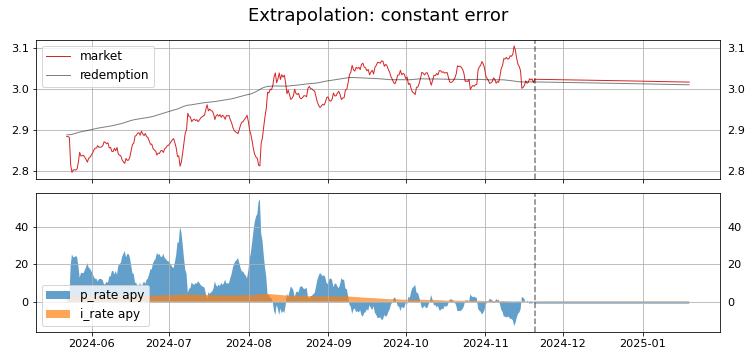 Extrapolation: constant error
3.1
3.0
2.9
2.8
market
redemption
3.1
3.0
2.9
2.8
40
20
0
p_rate apy
i_rate apy
40
20
0
2024-06 2024-07 2024-08 2024-09 2024-10 2024-11 2024-12 2025-01